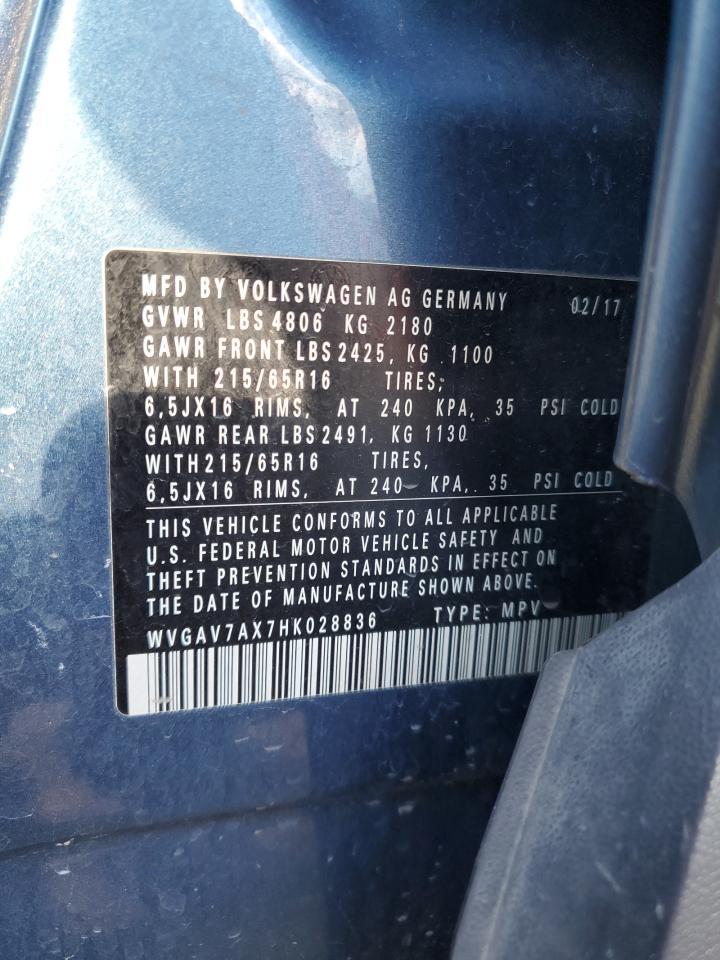 MFD BY VOLKSWAGEN AG GERMANY 02/17
GVWR LBS 4806 KG 2180
GAWR FRONT LBS 2425, KG 1100
WITH 215/65R16 TIRES,
6,5JX16 RIMS, AT 240 KPA, 35 PSI COLD
GAWR REAR LBS 2491, KG 1130
WITH 215/65R16 TIRES,
6,5JX16 RIMS, AT 240 KPA, 35 PSI COLD
THIS VEHICLE CONFORMS TO ALL APPLICABLE
U.S. FEDERAL MOTOR VEHICLE SAFETY AND
THEFT PREVENTION STANDARDS IN EFFECT ON
THE DATE OF MANUFACTURE SHOWN ABOVE.
WVGAV7AX7HK028836 TYPE: MPV